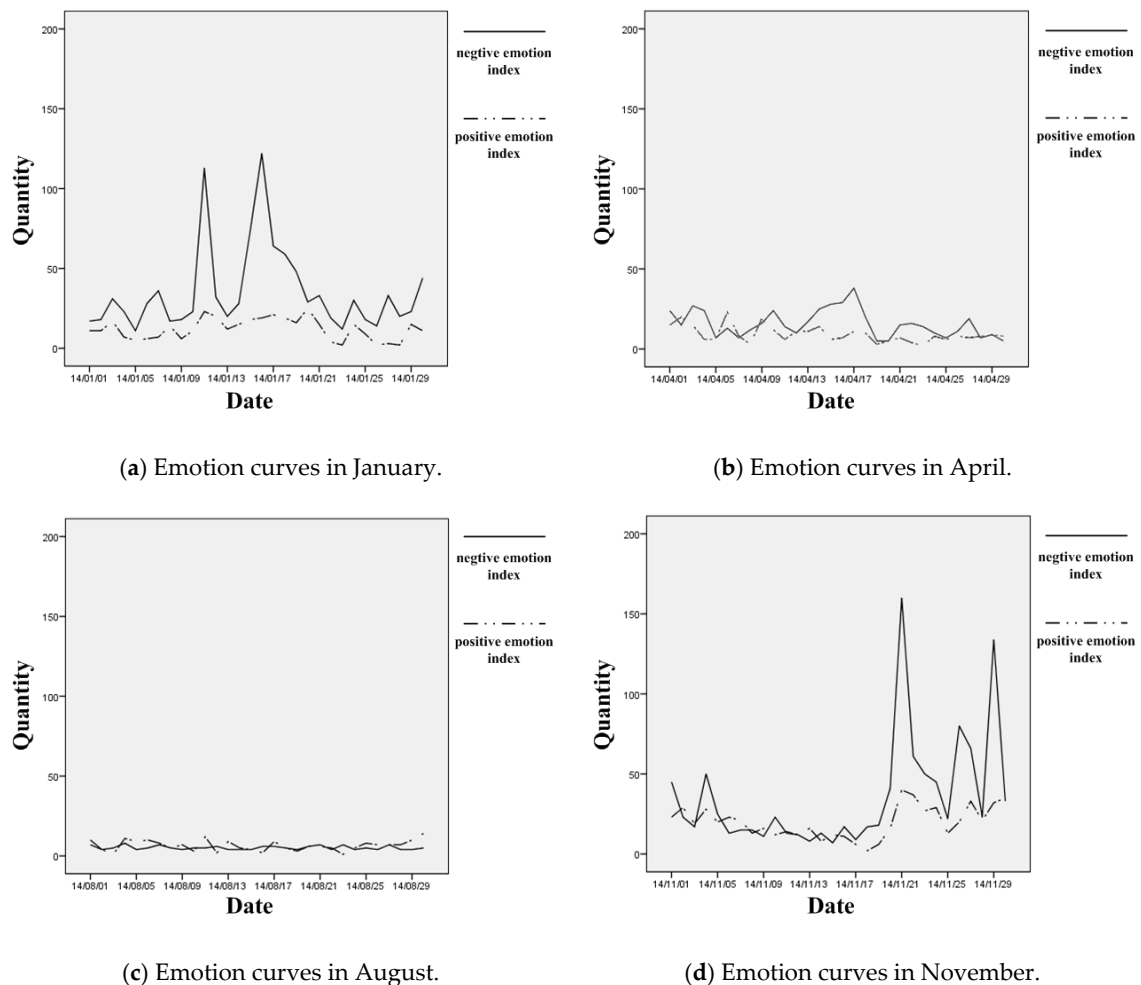 200
150
100
50
0
Quantity
14/01/01 14/01/05 14/01/09 14/01/13 14/01/17 14/01/21 14/01/25 14/01/29
Date
negtive emotion
index
positive emotion
index
(a) Emotion curves in January.
200
150
100
50
0
Quantity
14/04/01 14/04/05 14/04/09 14/04/13 14/04/17 14/04/21 14/04/25 14/04/29
Date
negtive emotion
index
positive emotion
index
(b) Emotion curves in April.
200
150
100
50
0
Quantity
14/08/01 14/08/05 14/08/09 14/08/13 14/08/17 14/08/21 14/08/25 14/08/29
Date
negtive emotion
index
positive emotion
index
(c) Emotion curves in August.
200
150
100
50
0
Quantity
14/11/01 14/11/05 14/11/09 14/11/13 14/11/17 14/11/21 14/11/25 14/11/29
Date
negtive emotion
index
positive emotion
index
(d) Emotion curves in November.